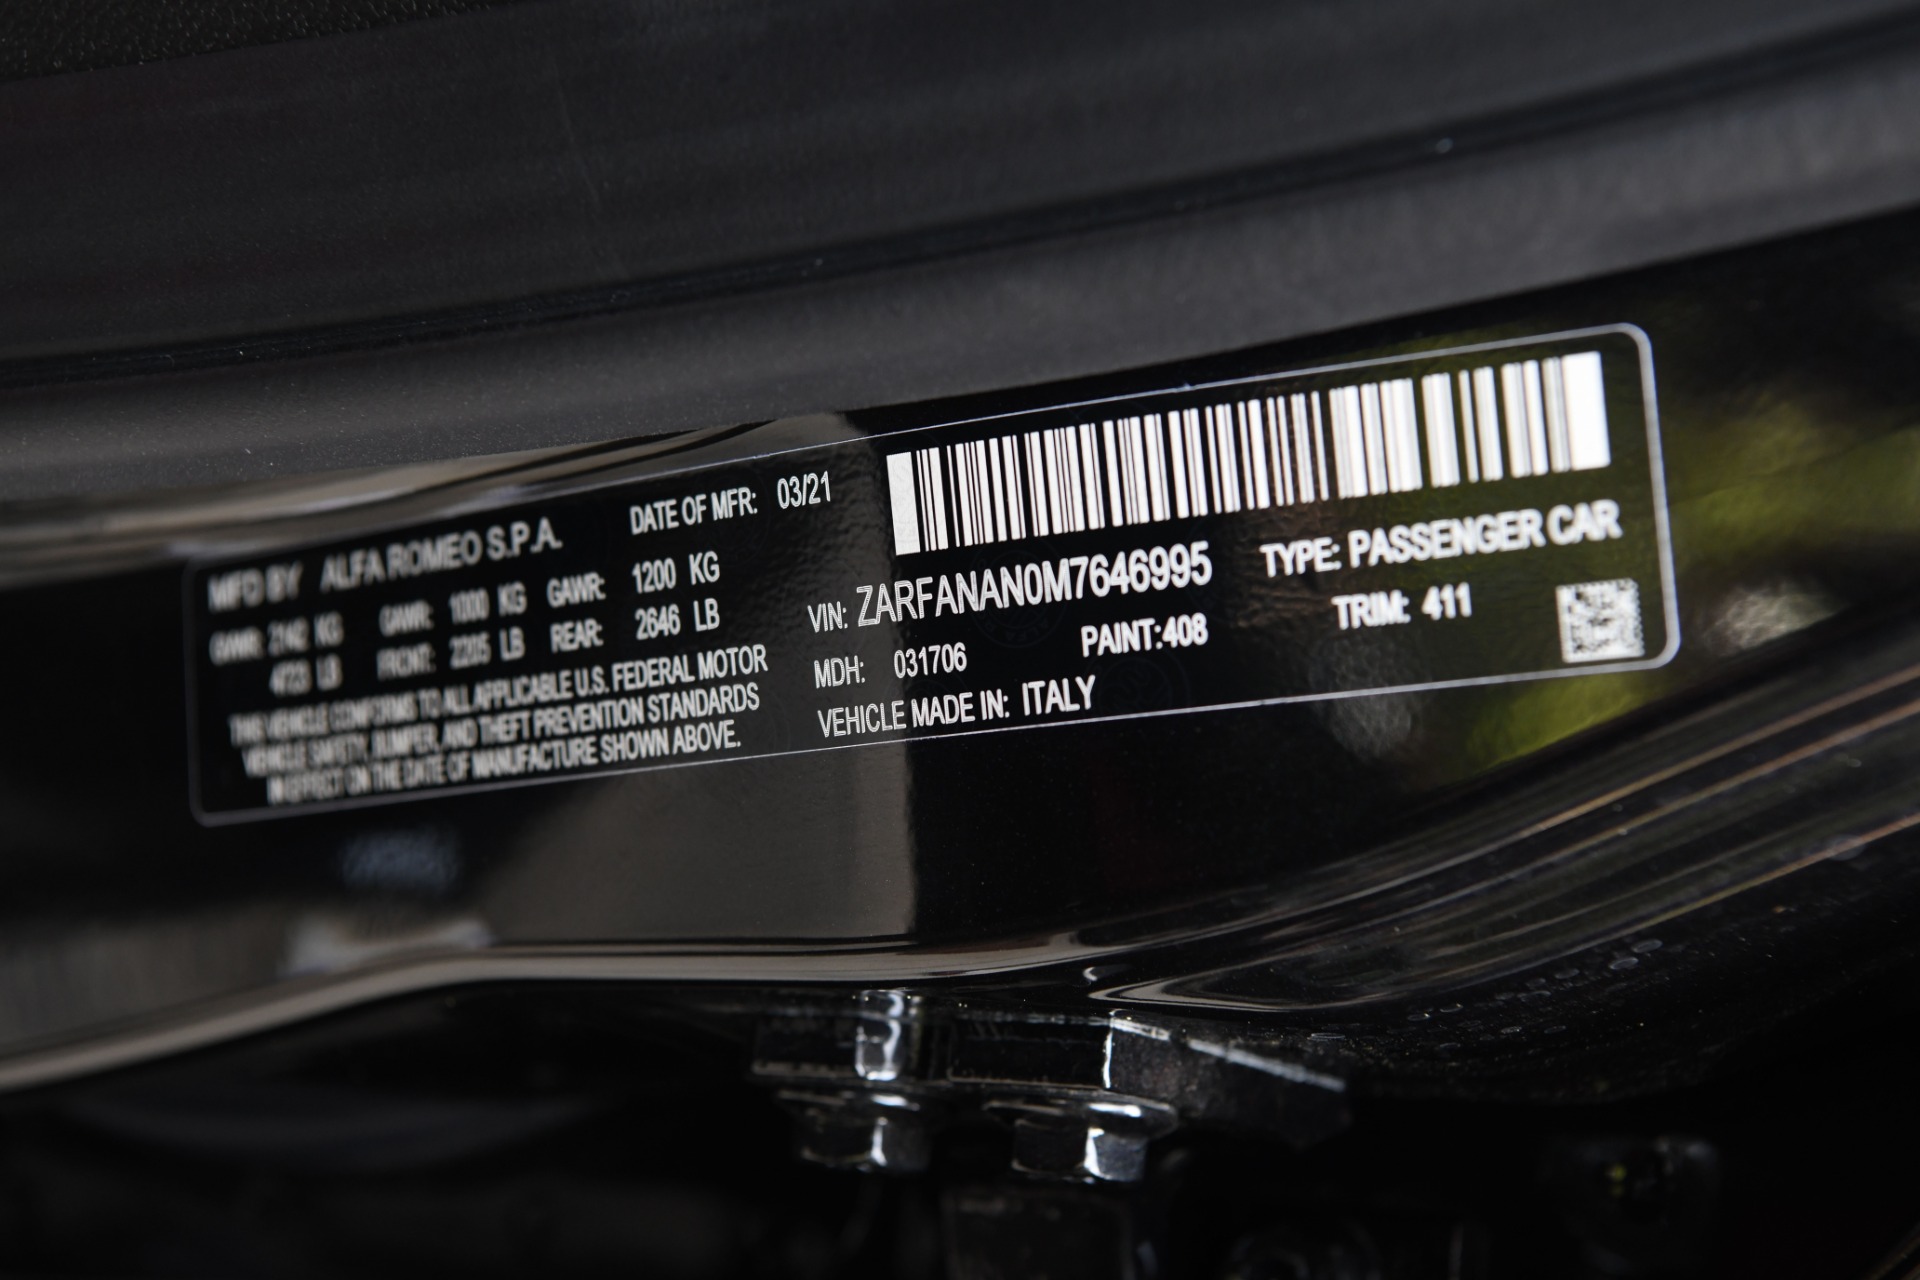 MFD BY ALFA ROMEO S.P.A. DATE OF MFR: 03/21
GVWR: 2142 KG GAWR: 1000 KG GAWR: 1200 KG
4723 LB FRONT: 2205 LB REAR: 2646 LB
THIS VEHICLE CONFORMS TO ALL APPLICABLE U.S. FEDERAL MOTOR
VEHICLE SAFETY, BUMPER, AND THEFT PREVENTION STANDARDS
IN EFFECT ON THE DATE OF MANUFACTURE SHOWN ABOVE.
VIN: ZARFANAN0M7646995 TYPE: PASSENGER CAR
MDH: 031706 PAINT:408 TRIM: 411
VEHICLE MADE IN: ITALY